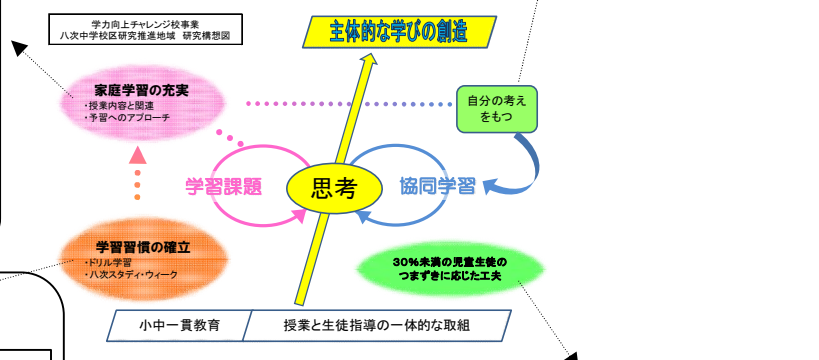 学力向上チャレンジ校事業
八次中学校区研究推進地域　研究構想図
主体的な学びの創造
家庭学習の充実
・授業内容と関連
・予習へのアプローチ
自分の考え
をもつ
学習課題
思考
協同学習
学習習慣の確立
・ドリル学習
・八次スタディ・ウィーク
30%未満の児童生徒の
つまずきに応じた工夫
小中一貫教育
授業と生徒指導の一体的な取組